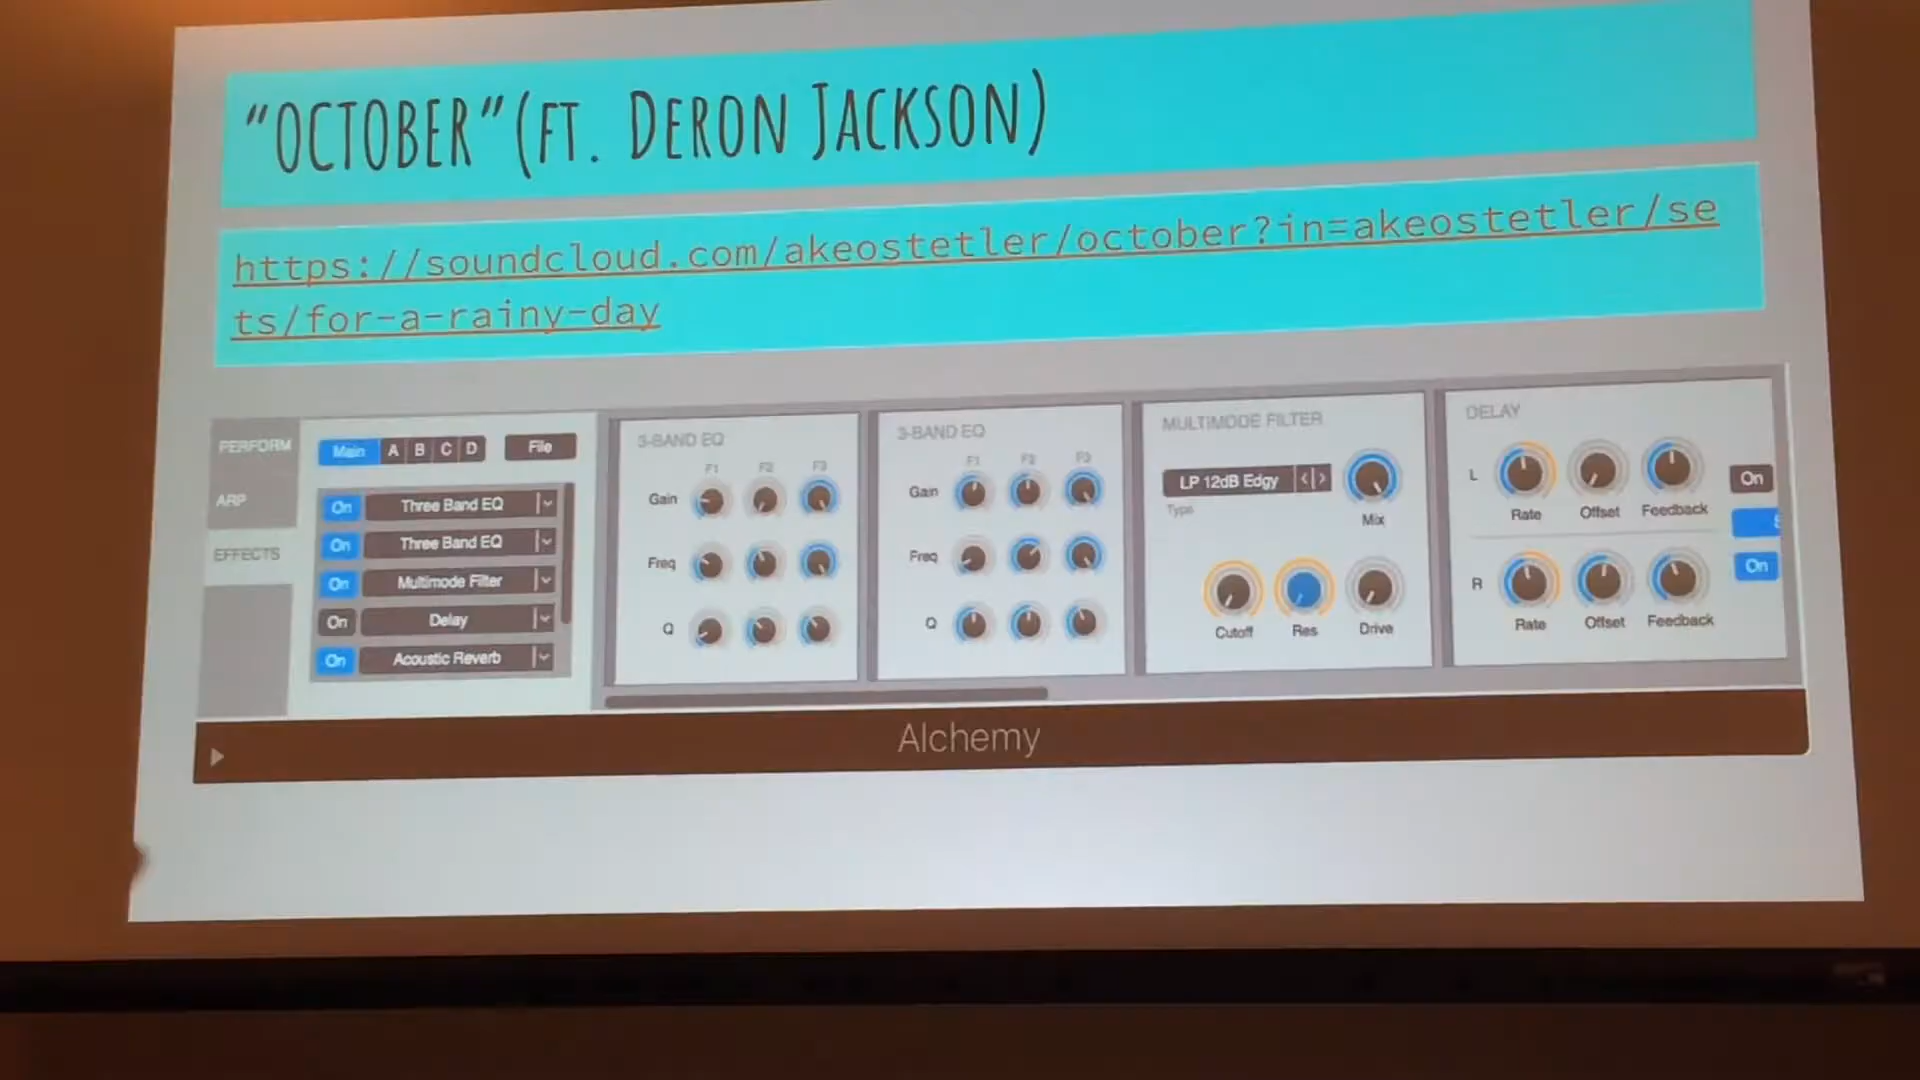 “OCTOBER”(FT. DERON JACKSON)
https://soundcloud.com/akeostetler/october?in=akeostetler/se
ts/for-a-rainy-day
PERFORM
ARP
EFFECTS
Main A B C D File
On Three Band EQ
On Three Band EQ
On Multimode Filter
On Delay
On Acoustic Reverb
3-BAND EQ
F1 F2 F3
Gain
Freq
Q
3-BAND EQ
F1 F2 F3
Gain
Freq
Q
MULTIMODE FILTER
LP 12dB Edgy
Type
Mix
Cutoff Res Drive
DELAY
L
Rate Offset Feedback
On
R
Rate Offset Feedback
On
Alchemy